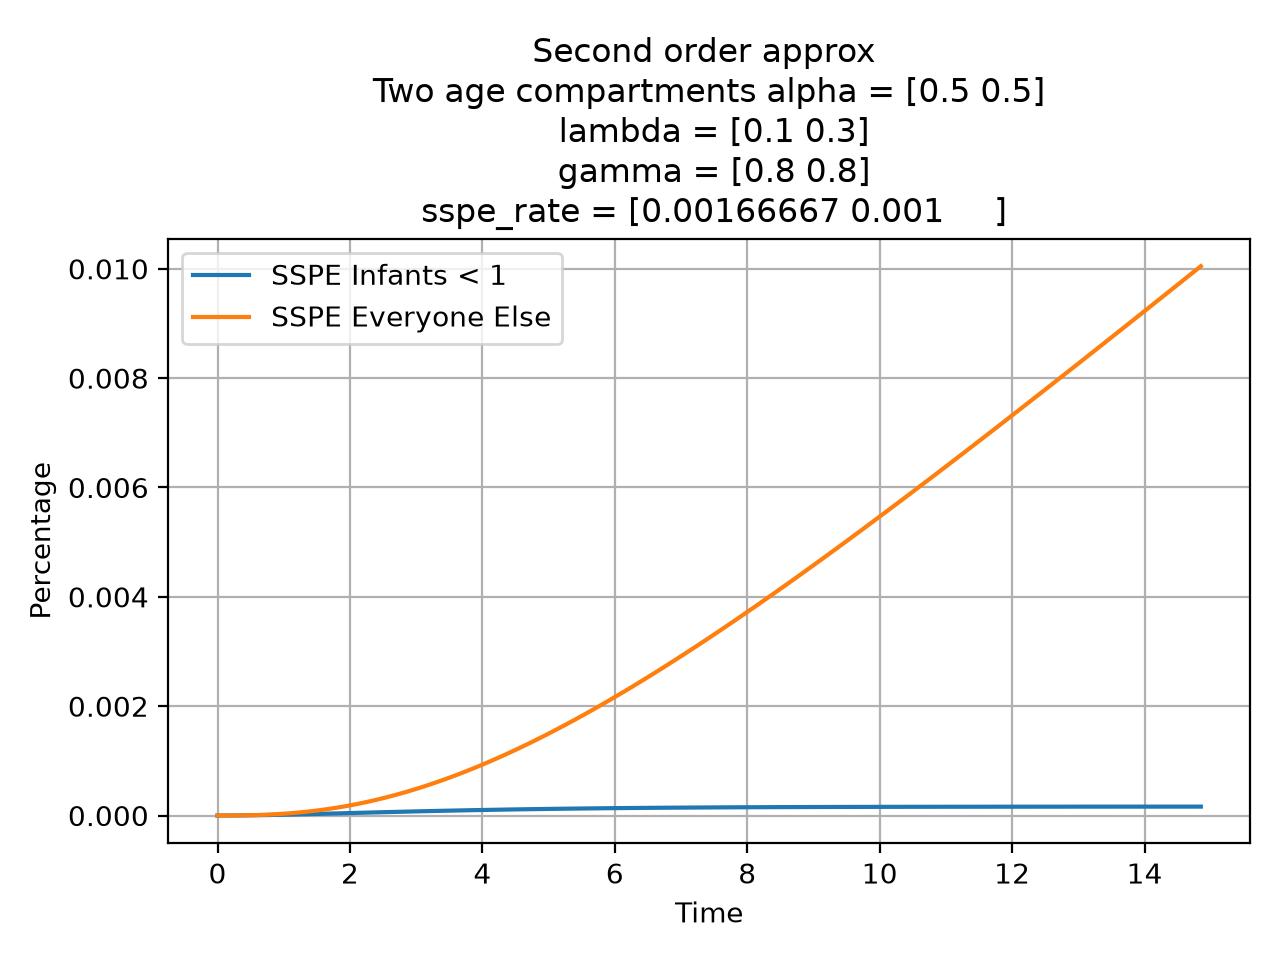 Second order approx
Two age compartments alpha = [0.5 0.5]
lambda = [0.1 0.3]
gamma = [0.8 0.8]
sspe_rate = [0.00166667 0.001     ]
SSPE Infants < 1
SSPE Everyone Else
0.010
0.008
0.006
0.004
0.002
0.000
Percentage
0 2 4 6 8 10 12 14
Time